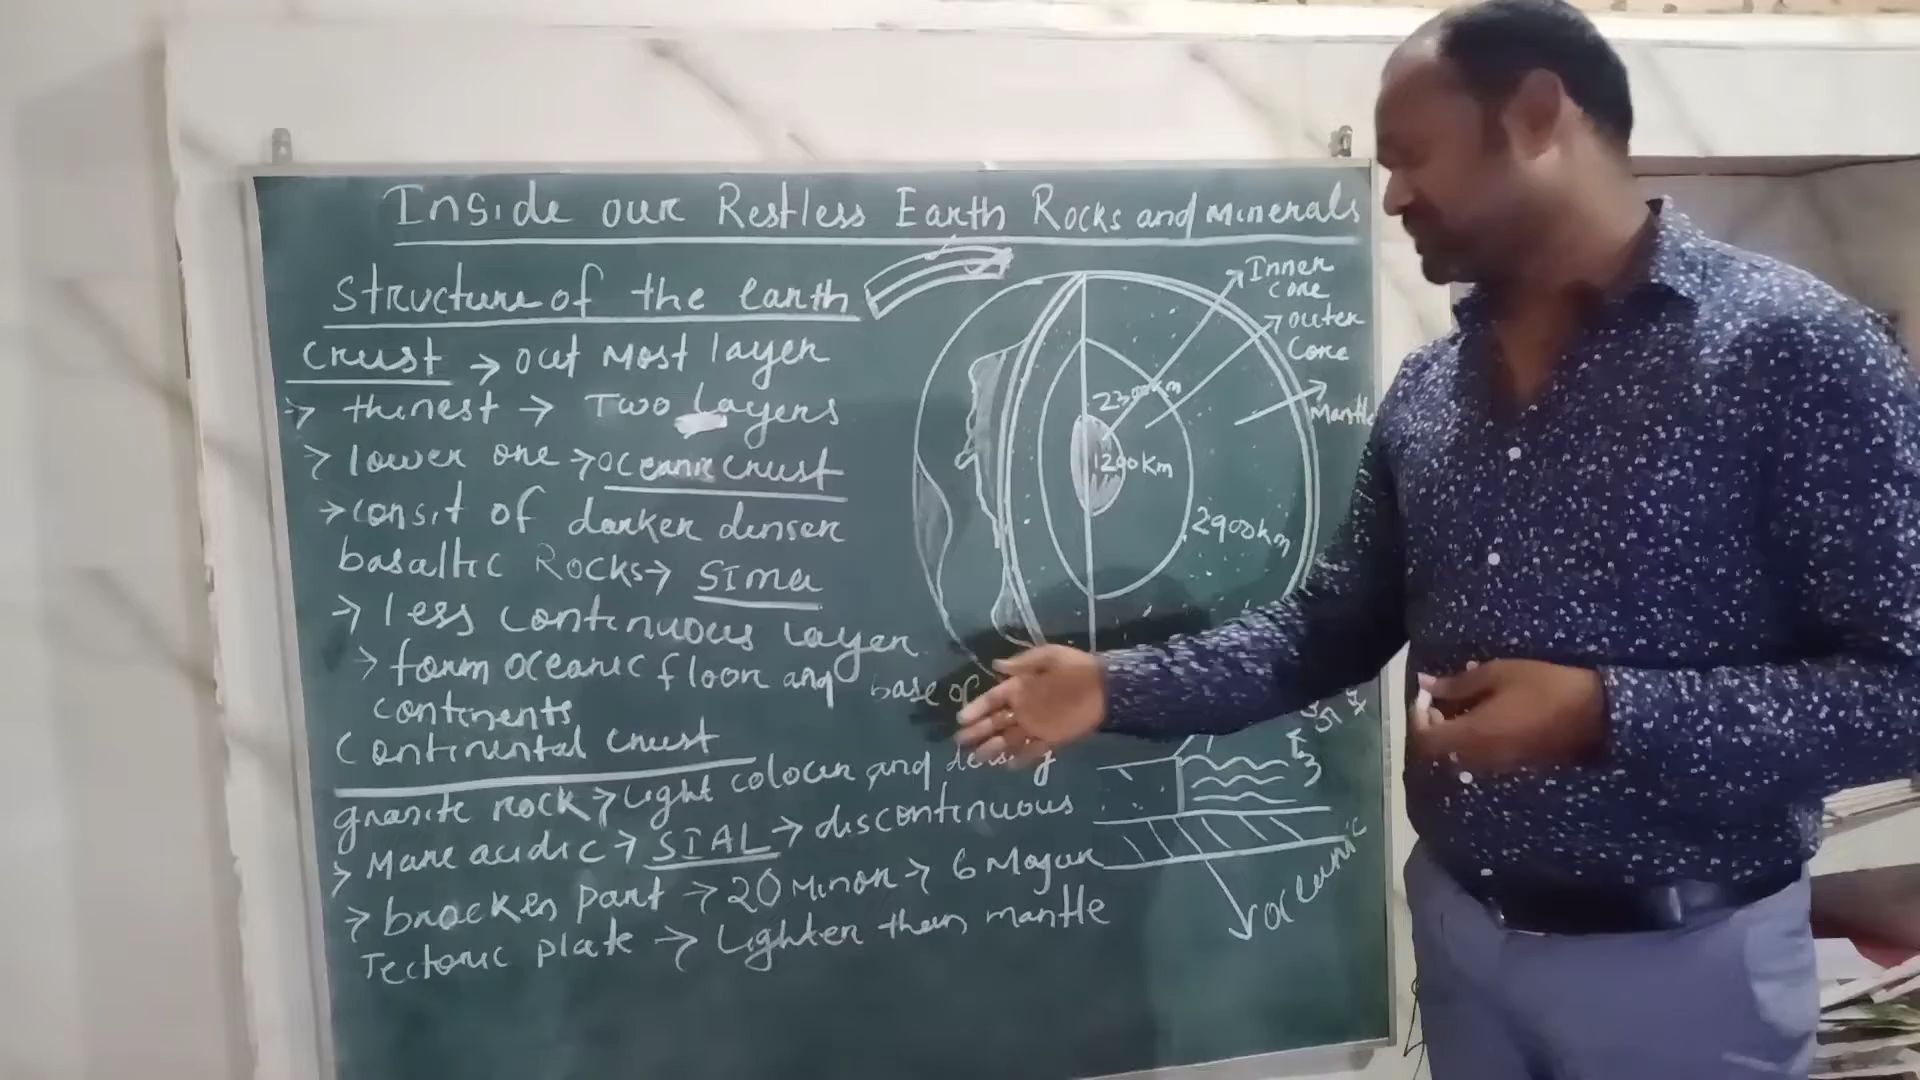 Inside our Restless Earth Rocks and Minerals
Structure of the earth
Crust → out Most layer
→ thinest → Two Layers
→ lower one → oceanic crust
→ consit of darker denser
basaltic Rocks → SIma
→ less continuous layer
→ form oceanic floor and base of
continents
Continental crust
granite rock → light colour and
→ More acidic → SIAL → discontinuous
→ brocken part → 20 Minor → 6 Mojar
Tectonic plate → Lighter than mantle
Inner
core
outer
core
Mantle
2300km
1200km
2900km
oceanic